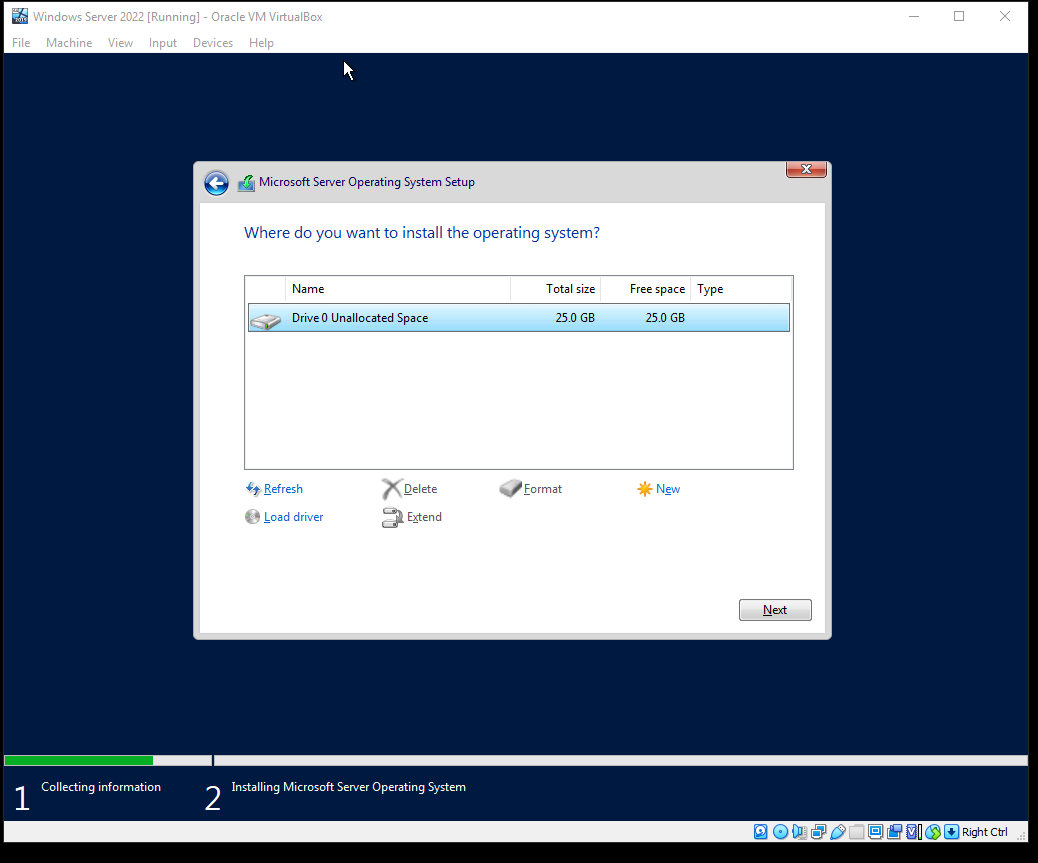 Windows Server 2022 [Running] - Oracle VM VirtualBox
File Machine View Input Devices Help
Microsoft Server Operating System Setup
Where do you want to install the operating system?
Name Total size Free space Type
Drive 0 Unallocated Space 25.0 GB 25.0 GB
Refresh Delete Format New
Load driver Extend
Next
1 Collecting information 2 Installing Microsoft Server Operating System
Right Ctrl